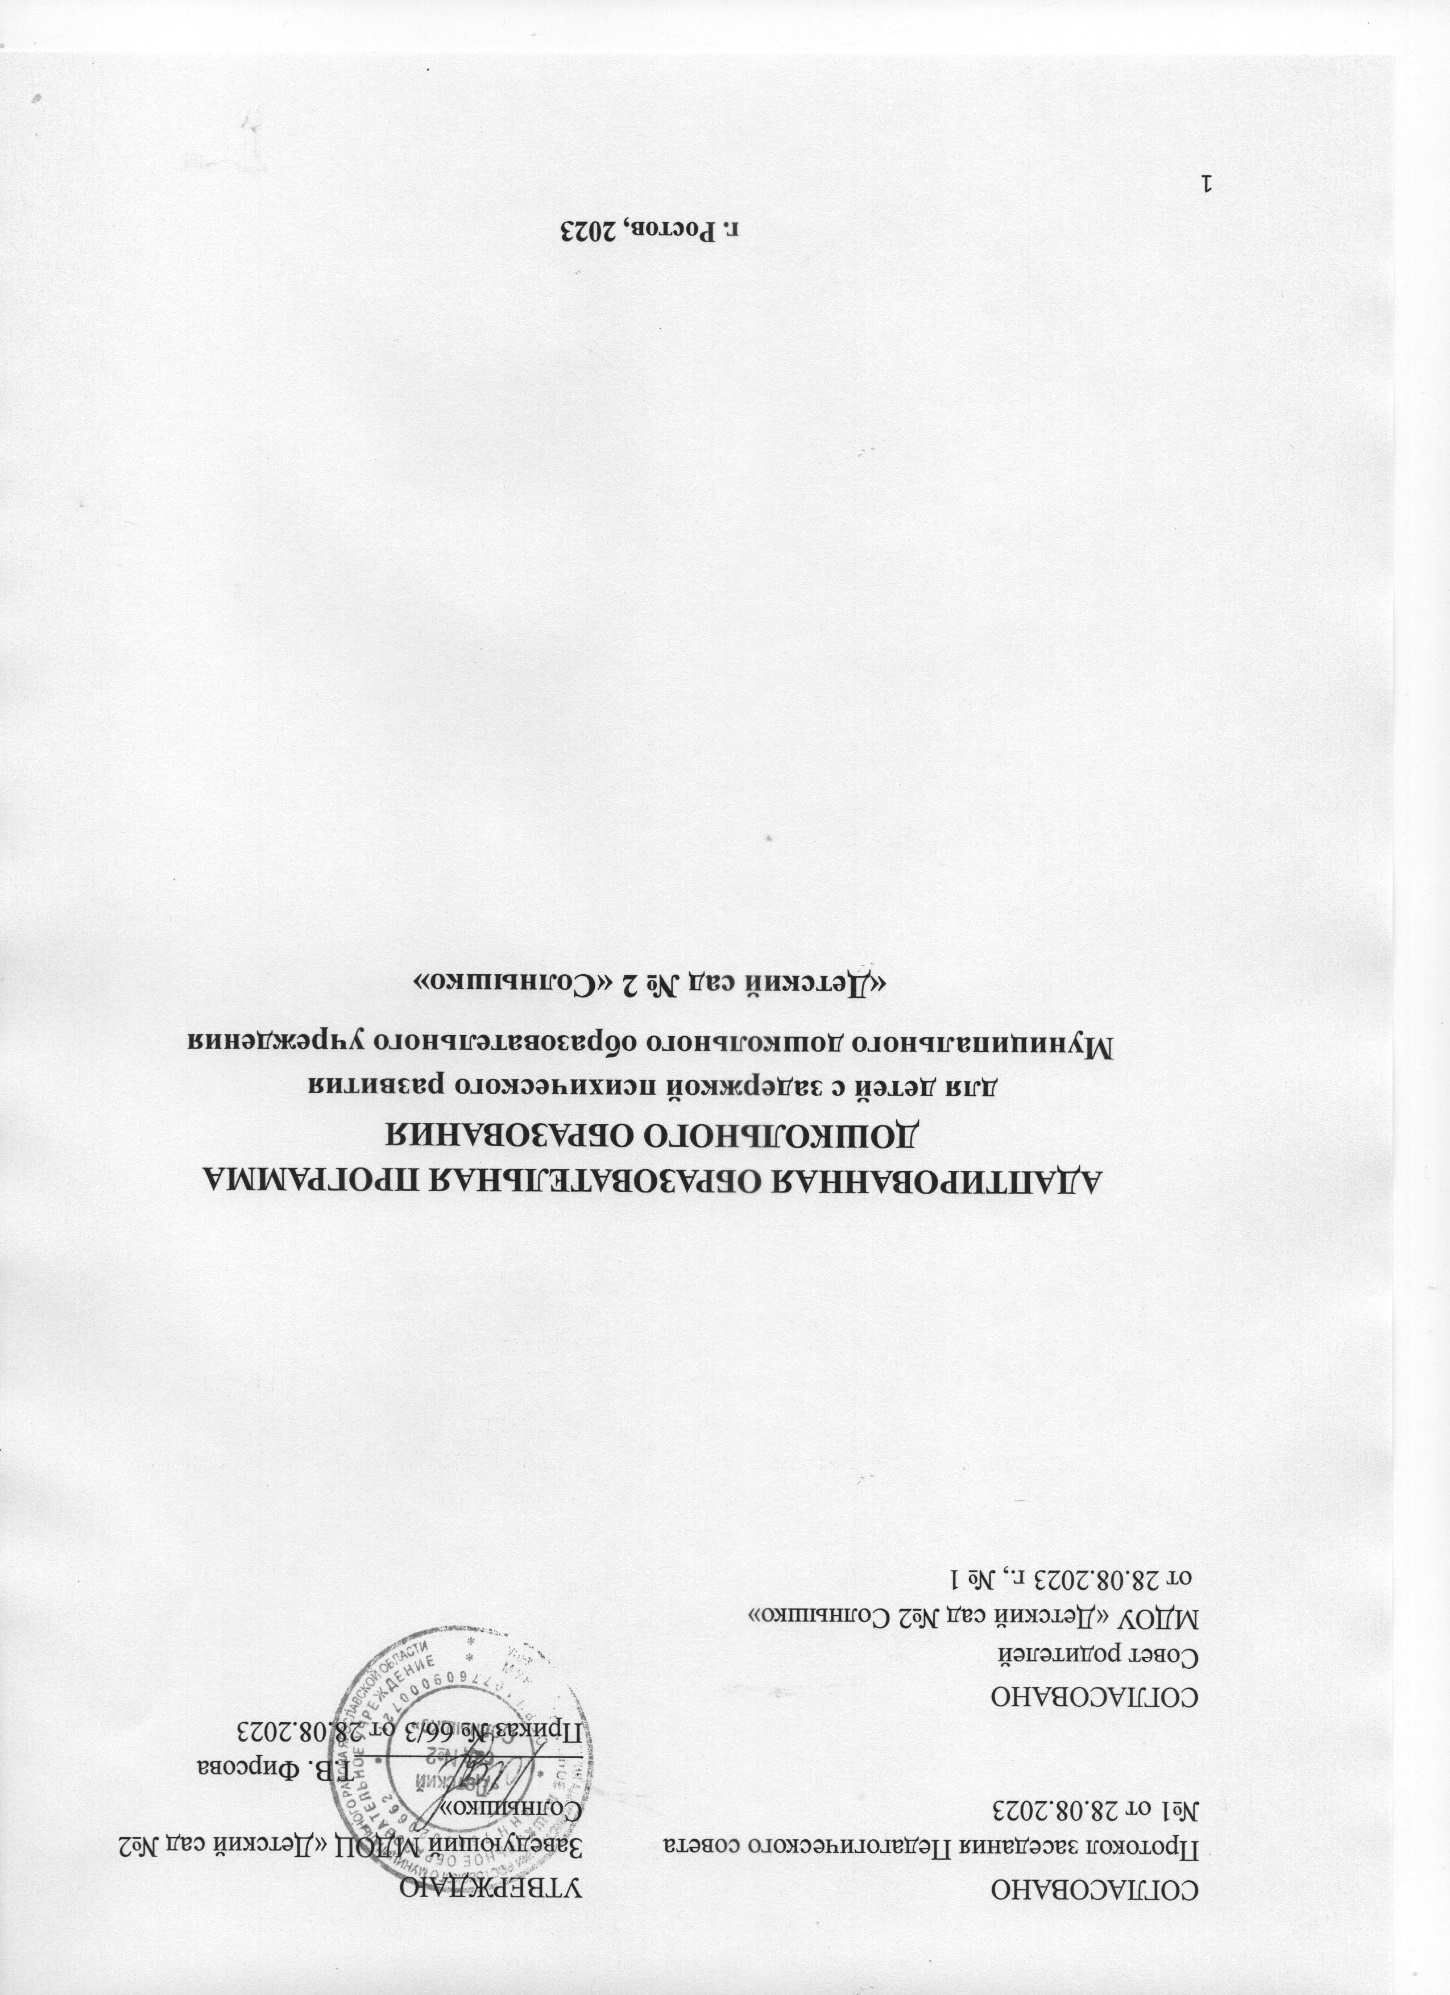 СОГЛАСОВАНО
Протокол заседания Педагогического совета
№1 от 28.08.2023
СОГЛАСОВАНО
Совет родителей
МДОУ «Детский сад №2 Солнышко»
от 28.08.2023 г., № 1
УТВЕРЖДАЮ
Заведующий МДОЦ «Детский сад №2
Солнышко»
Т.В. Фирсова
Приказ № 66/3 от 28.08.2023
АДАПТИРОВАННАЯ ОБРАЗОВАТЕЛЬНАЯ ПРОГРАММА
ДОШКОЛЬНОГО ОБРАЗОВАНИЯ
для детей с задержкой психического развития
Муниципального дошкольного образовательного учреждения
«Детский сад № 2 «Солнышко»
г. Ростов, 2023
1